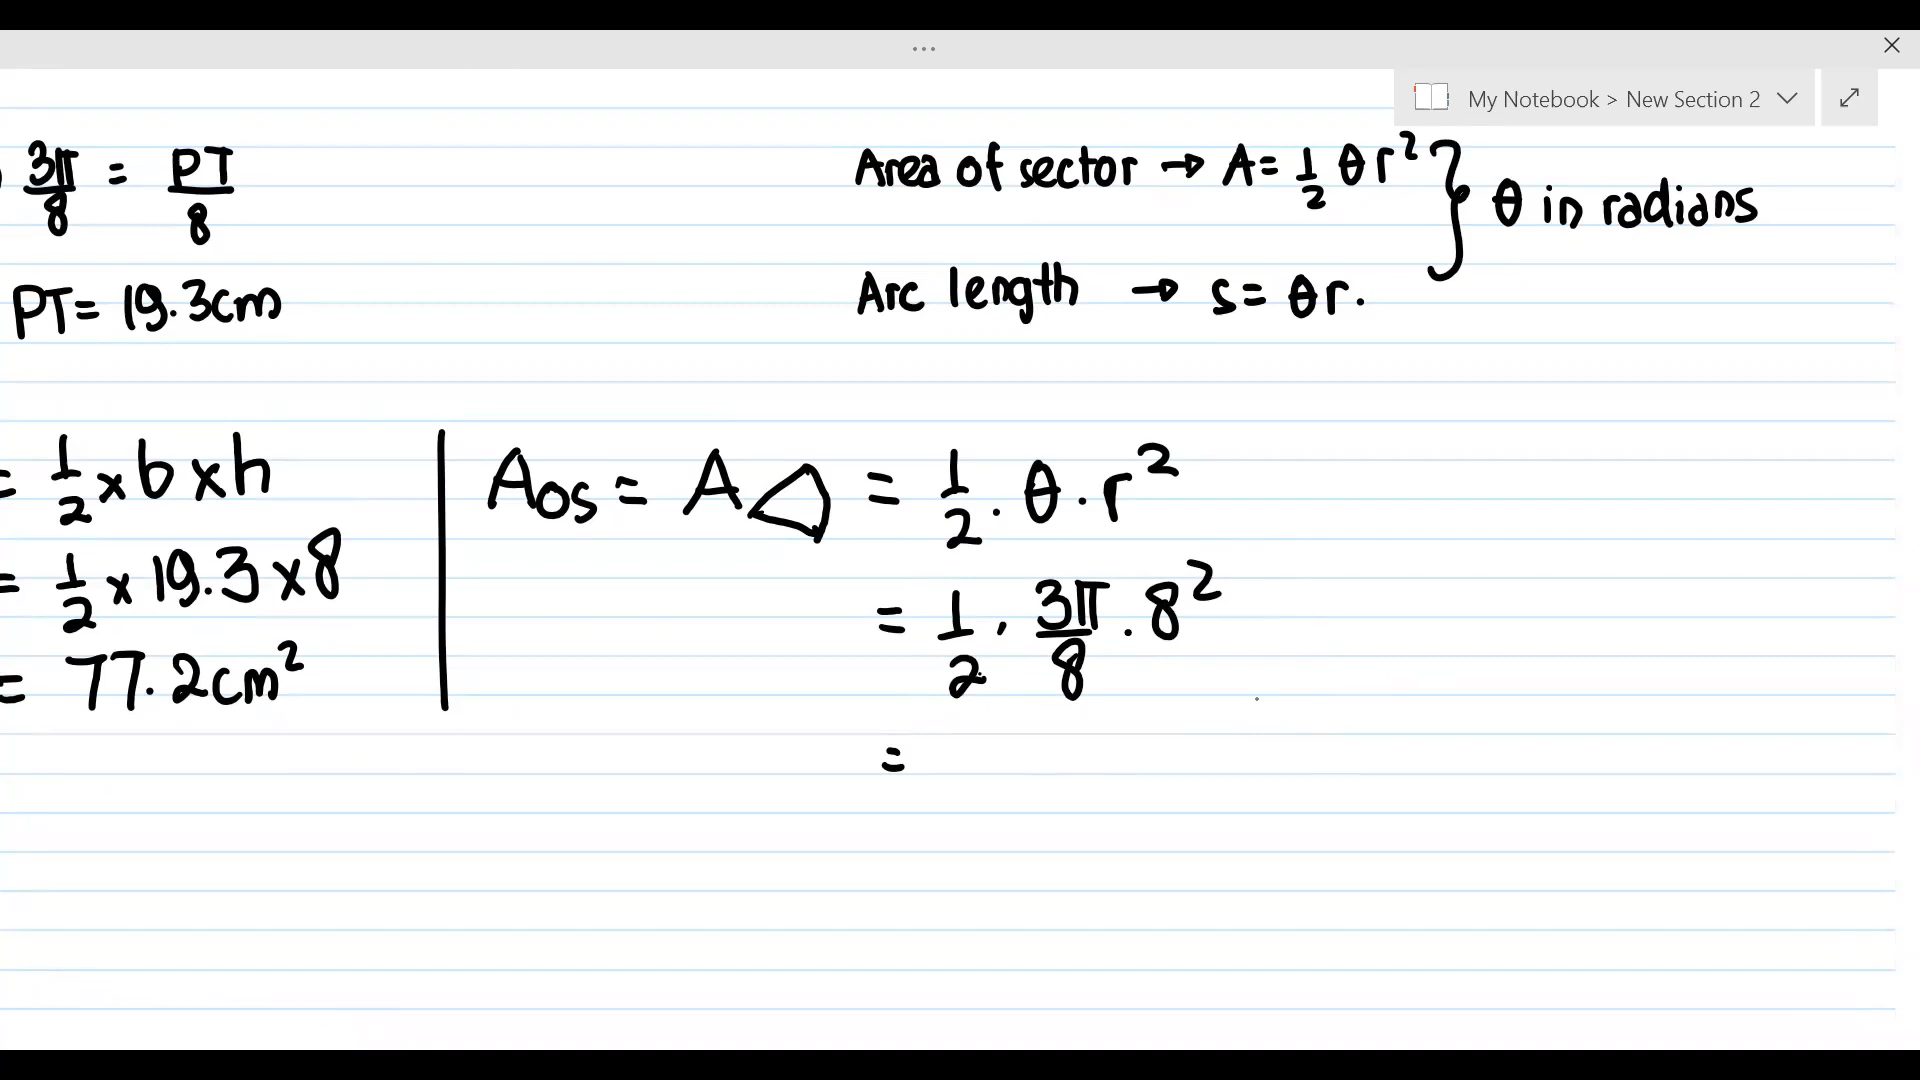 ...
My Notebook > New Section 2
3π/8 = PT/8
PT = 19.3cm
Area of sector → A = 1/2 θ r² } θ in radians
Arc length → s = θr.
= 1/2 × b × h
= 1/2 × 19.3 × 8
= 77.2cm²
A_OS = A = 1/2 . θ . r²
= 1/2 . 3π/8 . 8²
=